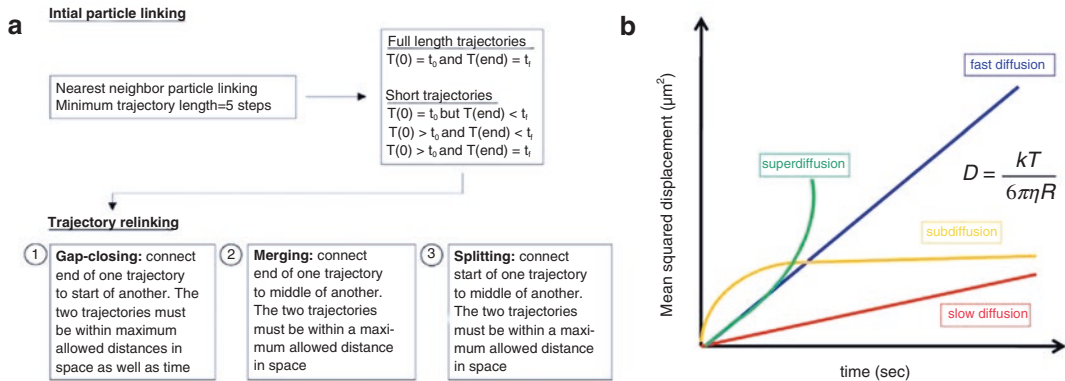 Intial particle linking
a
Nearest neighbor particle linking
Minimum trajectory length=5 steps
Full length trajectories
T(0) = t₀ and T(end) = tf
Short trajectories
T(0) = t₀ but T(end) < tf
T(0) > t₀ and T(end) < tf
T(0) > t₀ and T(end) = tf
Trajectory relinking
1
Gap-closing: connect
end of one trajectory
to start of another. The
two trajectories must
be within maximum
allowed distances in
space as well as time
2
Merging: connect
end of one trajectory
to middle of another.
The two trajectories
must be within a maxi-
mum allowed distance
in space
3
Splitting: connect
start of one trajectory
to middle of another.
The two trajectories
must be within a maxi-
mum allowed distance
in space
b
Mean squared displacement (µm²)
fast diffusion
superdiffusion
D = kT / 6πηR
subdiffusion
slow diffusion
time (sec)